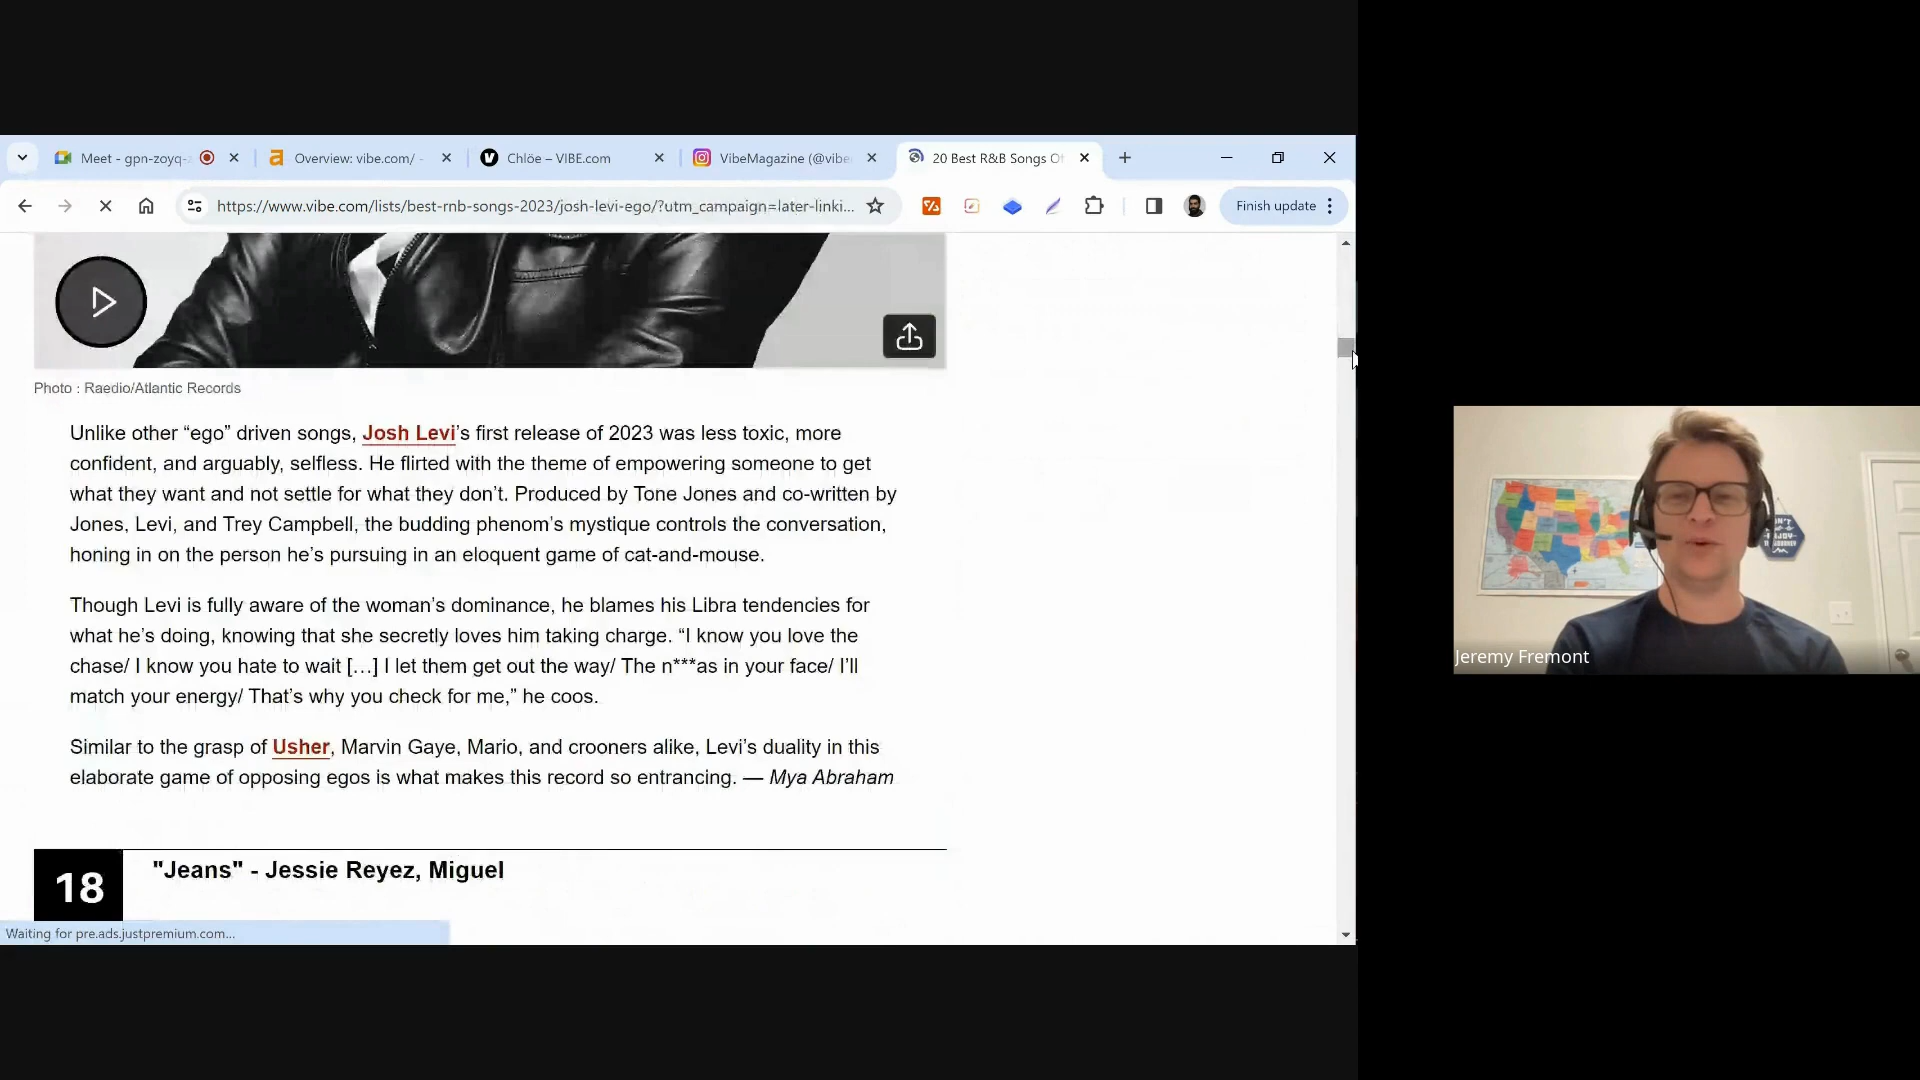 Meet - gpn-zoyq-
Overview: vibe.com/ -
Chlöe – VIBE.com
VibeMagazine (@vibe
20 Best R&B Songs Of
https://www.vibe.com/lists/best-rnb-songs-2023/josh-levi-ego/?utm_campaign=later-linki...
Finish update
Photo : Raedio/Atlantic Records
Unlike other “ego” driven songs, Josh Levi’s first release of 2023 was less toxic, more
confident, and arguably, selfless. He flirted with the theme of empowering someone to get
what they want and not settle for what they don’t. Produced by Tone Jones and co-written by
Jones, Levi, and Trey Campbell, the budding phenom’s mystique controls the conversation,
honing in on the person he’s pursuing in an eloquent game of cat-and-mouse.
Though Levi is fully aware of the woman’s dominance, he blames his Libra tendencies for
what he’s doing, knowing that she secretly loves him taking charge. “I know you love the
chase/ I know you hate to wait […] I let them get out the way/ The n***as in your face/ I’ll
match your energy/ That’s why you check for me,” he coos.
Similar to the grasp of Usher, Marvin Gaye, Mario, and crooners alike, Levi’s duality in this
elaborate game of opposing egos is what makes this record so entrancing. — Mya Abraham
18
"Jeans" - Jessie Reyez, Miguel
Waiting for pre.ads.justpremium.com...
Jeremy Fremont